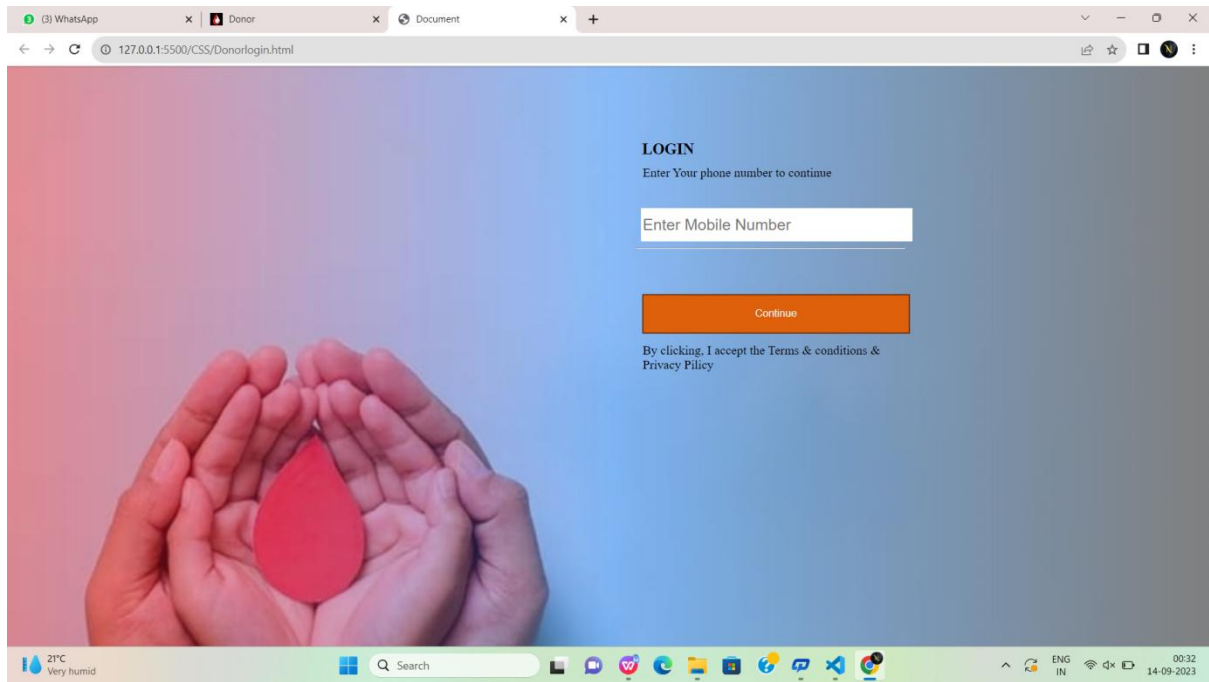 (3) WhatsApp
Donor
Document
127.0.0.1:5500/CSS/Donorlogin.html
LOGIN
Enter Your phone number to continue
Enter Mobile Number
Continue
By clicking, I accept the Terms & conditions &
Privacy Pilicy
21°C
Very humid
Search
ENG
IN
00:32
14-09-2023